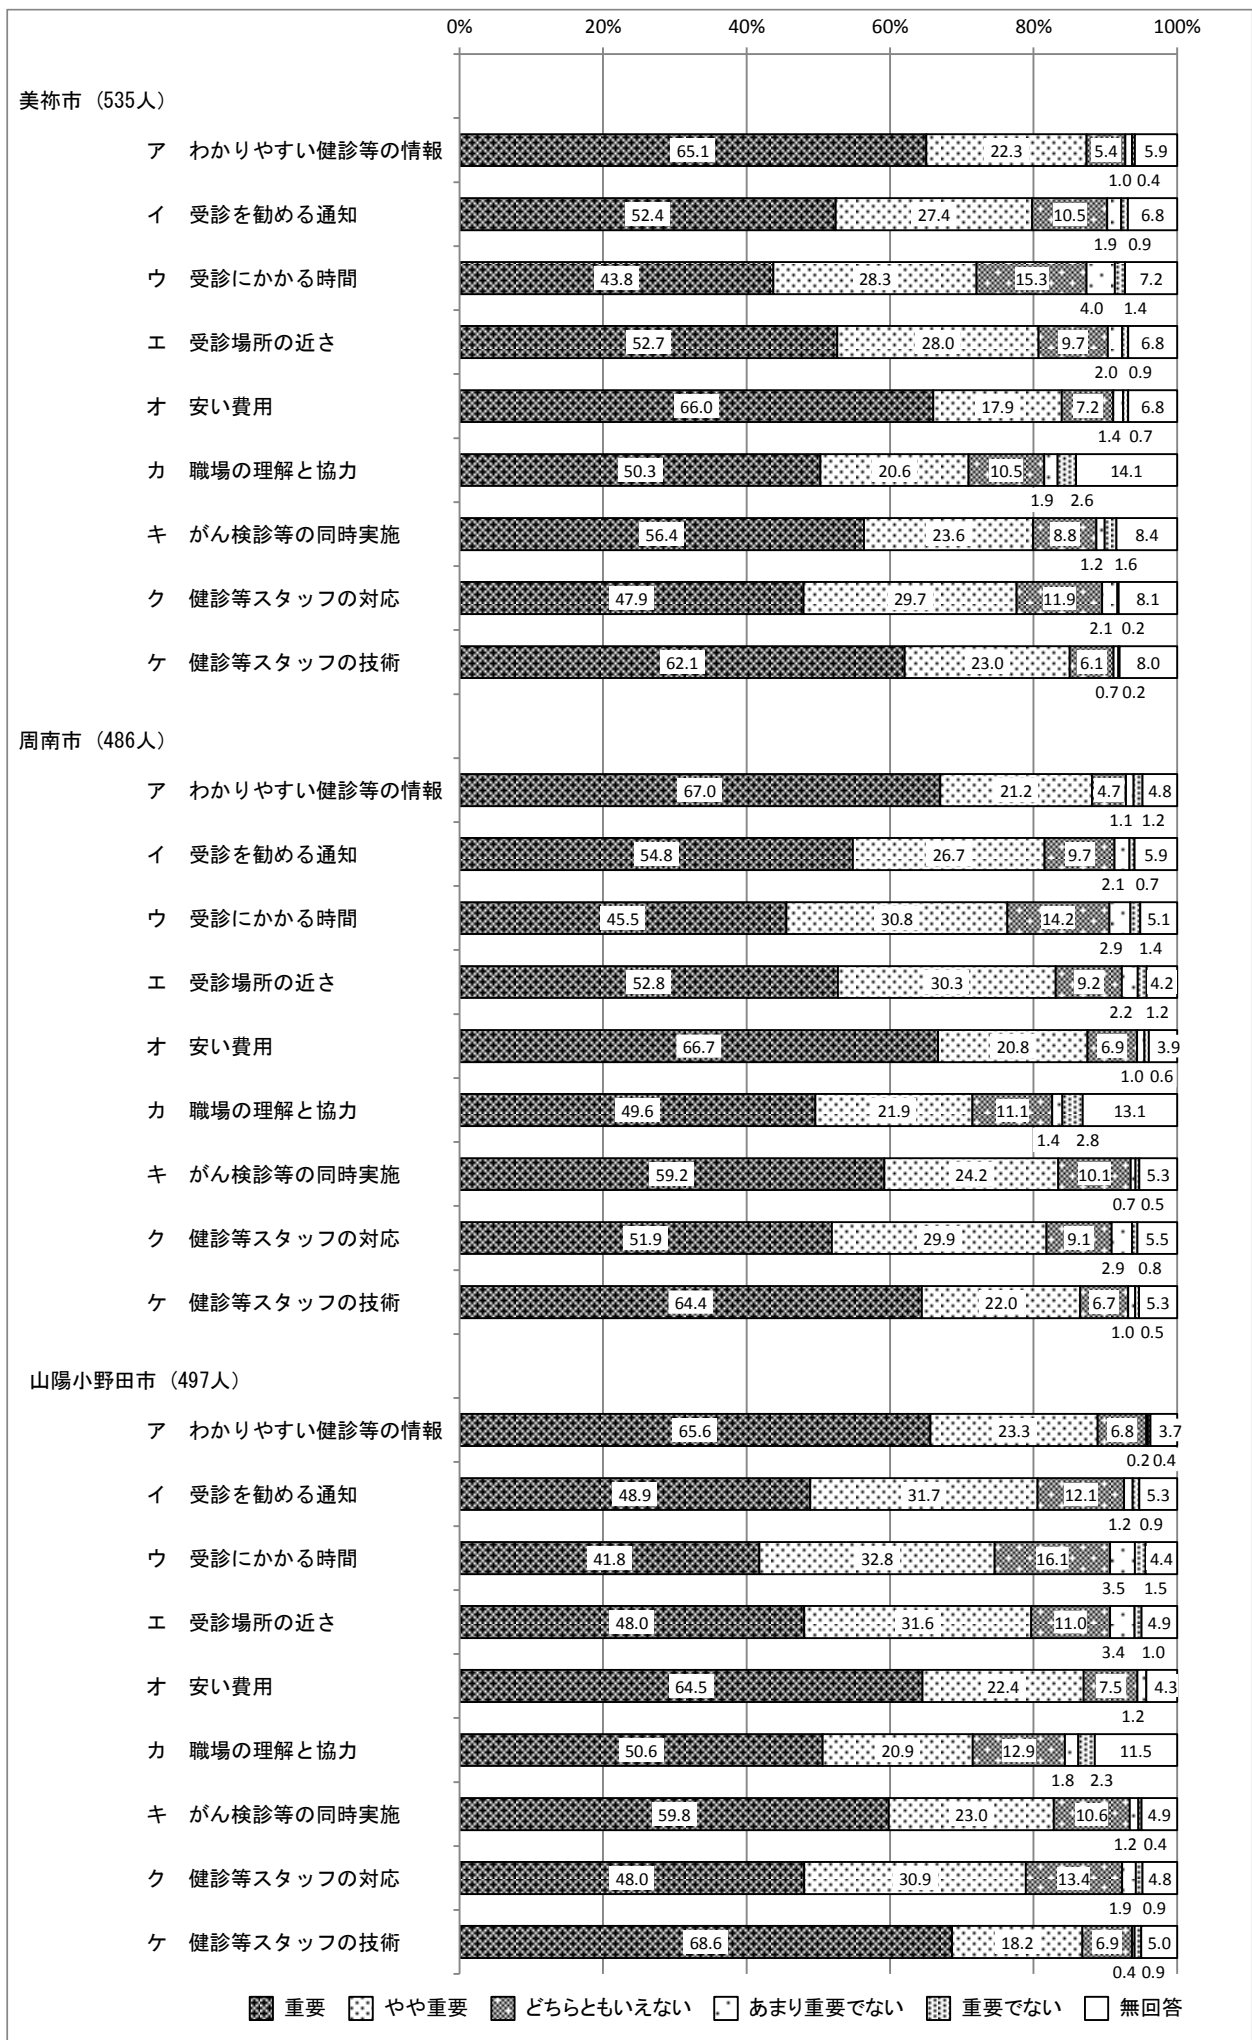 0% 20% 40% 60% 80% 100%
美祢市 (535人)
ア わかりやすい健診等の情報 65.1 22.3 5.4 5.9
1.0 0.4
イ 受診を勧める通知 52.4 27.4 10.5 6.8
1.9 0.9
ウ 受診にかかる時間 43.8 28.3 15.3 7.2
4.0 1.4
エ 受診場所の近さ 52.7 28.0 9.7 6.8
2.0 0.9
オ 安い費用 66.0 17.9 7.2 6.8
1.4 0.7
カ 職場の理解と協力 50.3 20.6 10.5 14.1
1.9 2.6
キ がん検診等の同時実施 56.4 23.6 8.8 8.4
1.2 1.6
ク 健診等スタッフの対応 47.9 29.7 11.9 8.1
2.1 0.2
ケ 健診等スタッフの技術 62.1 23.0 6.1 8.0
0.7 0.2
周南市 (486人)
ア わかりやすい健診等の情報 67.0 21.2 4.7 4.8
1.1 1.2
イ 受診を勧める通知 54.8 26.7 9.7 5.9
2.1 0.7
ウ 受診にかかる時間 45.5 30.8 14.2 5.1
2.9 1.4
エ 受診場所の近さ 52.8 30.3 9.2 4.2
2.2 1.2
オ 安い費用 66.7 20.8 6.9 3.9
1.0 0.6
カ 職場の理解と協力 49.6 21.9 11.1 13.1
1.4 2.8
キ がん検診等の同時実施 59.2 24.2 10.1 5.3
0.7 0.5
ク 健診等スタッフの対応 51.9 29.9 9.1 5.5
2.9 0.8
ケ 健診等スタッフの技術 64.4 22.0 6.7 5.3
1.0 0.5
山陽小野田市 (497人)
ア わかりやすい健診等の情報 65.6 23.3 6.8 3.7
0.2 0.4
イ 受診を勧める通知 48.9 31.7 12.1 5.3
1.2 0.9
ウ 受診にかかる時間 41.8 32.8 16.1 4.4
3.5 1.5
エ 受診場所の近さ 48.0 31.6 11.0 4.9
3.4 1.0
オ 安い費用 64.5 22.4 7.5 4.3
1.2
カ 職場の理解と協力 50.6 20.9 12.9 11.5
1.8 2.3
キ がん検診等の同時実施 59.8 23.0 10.6 4.9
1.2 0.4
ク 健診等スタッフの対応 48.0 30.9 13.4 4.8
1.9 0.9
ケ 健診等スタッフの技術 68.6 18.2 6.9 5.0
0.4 0.9
重要 やや重要 どちらともいえない あまり重要でない 重要でない 無回答